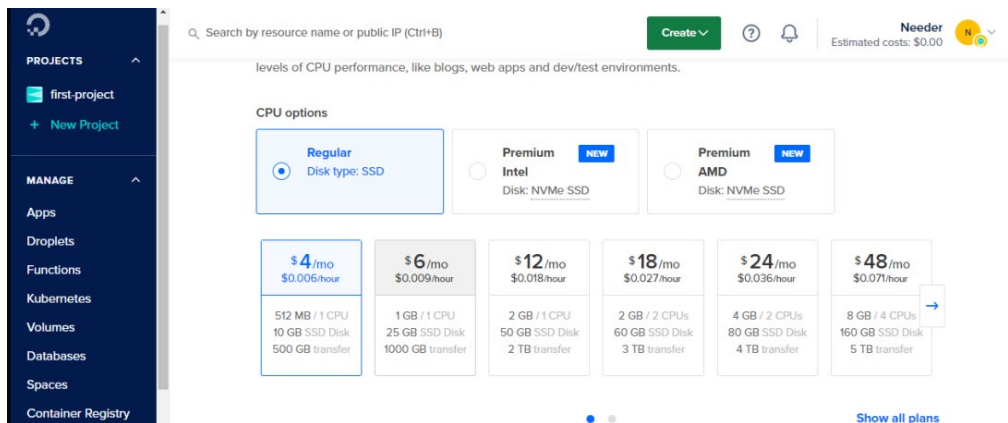 Search by resource name or public IP (Ctrl+B)
Create
?
Needer
Estimated costs: $0.00
N
PROJECTS
first-project
+ New Project
MANAGE
Apps
Droplets
Functions
Kubernetes
Volumes
Databases
Spaces
Container Registry
levels of CPU performance, like blogs, web apps and dev/test environments.
CPU options
Regular
Disk type: SSD
Premium NEW
Intel
Disk: NVMe SSD
Premium NEW
AMD
Disk: NVMe SSD
$4/mo
$0.006/hour
512 MB / 1 CPU
10 GB SSD Disk
500 GB transfer
$6/mo
$0.009/hour
1 GB / 1 CPU
25 GB SSD Disk
1000 GB transfer
$12/mo
$0.018/hour
2 GB / 1 CPU
50 GB SSD Disk
2 TB transfer
$18/mo
$0.027/hour
2 GB / 2 CPUs
60 GB SSD Disk
3 TB transfer
$24/mo
$0.036/hour
4 GB / 2 CPUs
80 GB SSD Disk
4 TB transfer
$48/mo
$0.071/hour
8 GB / 4 CPUs
160 GB SSD Disk
5 TB transfer
→
Show all plans